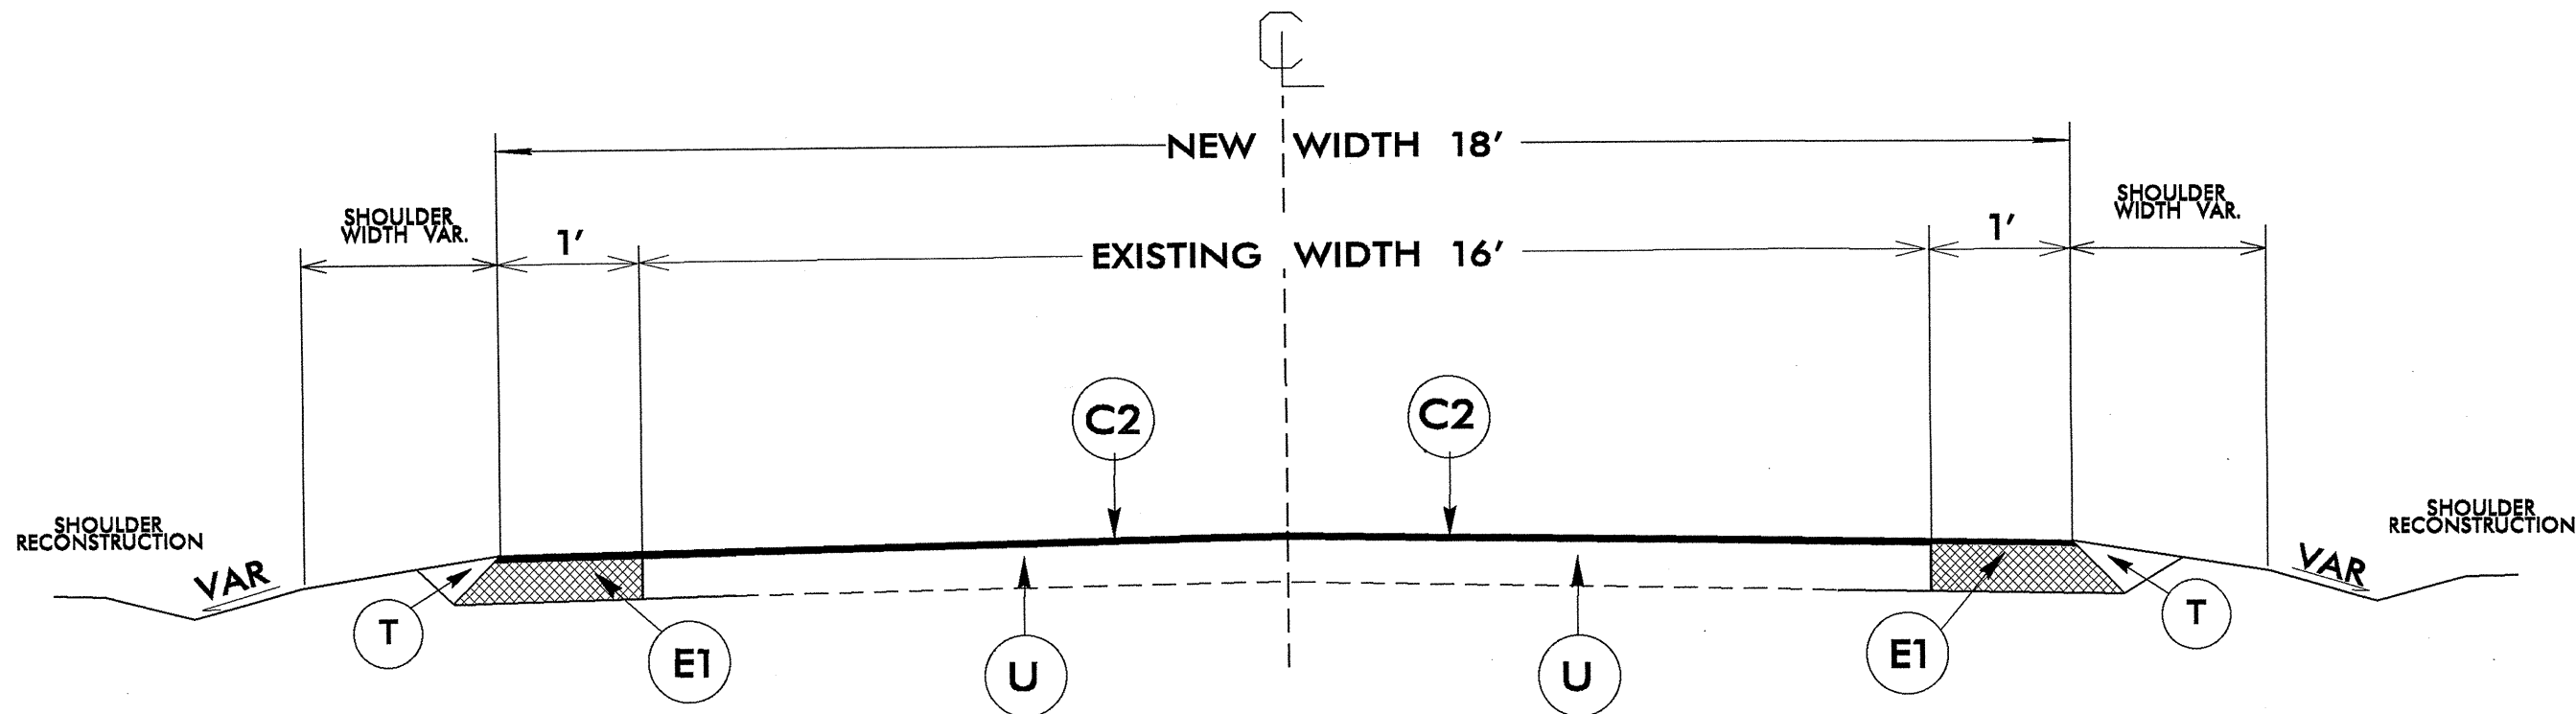 CL
NEW WIDTH 18'
SHOULDER
WIDTH VAR.
1'
EXISTING WIDTH 16'
1'
SHOULDER
WIDTH VAR.
C2
C2
SHOULDER
RECONSTRUCTION
VAR
T
E1
U
U
E1
T
VAR
SHOULDER
RECONSTRUCTION